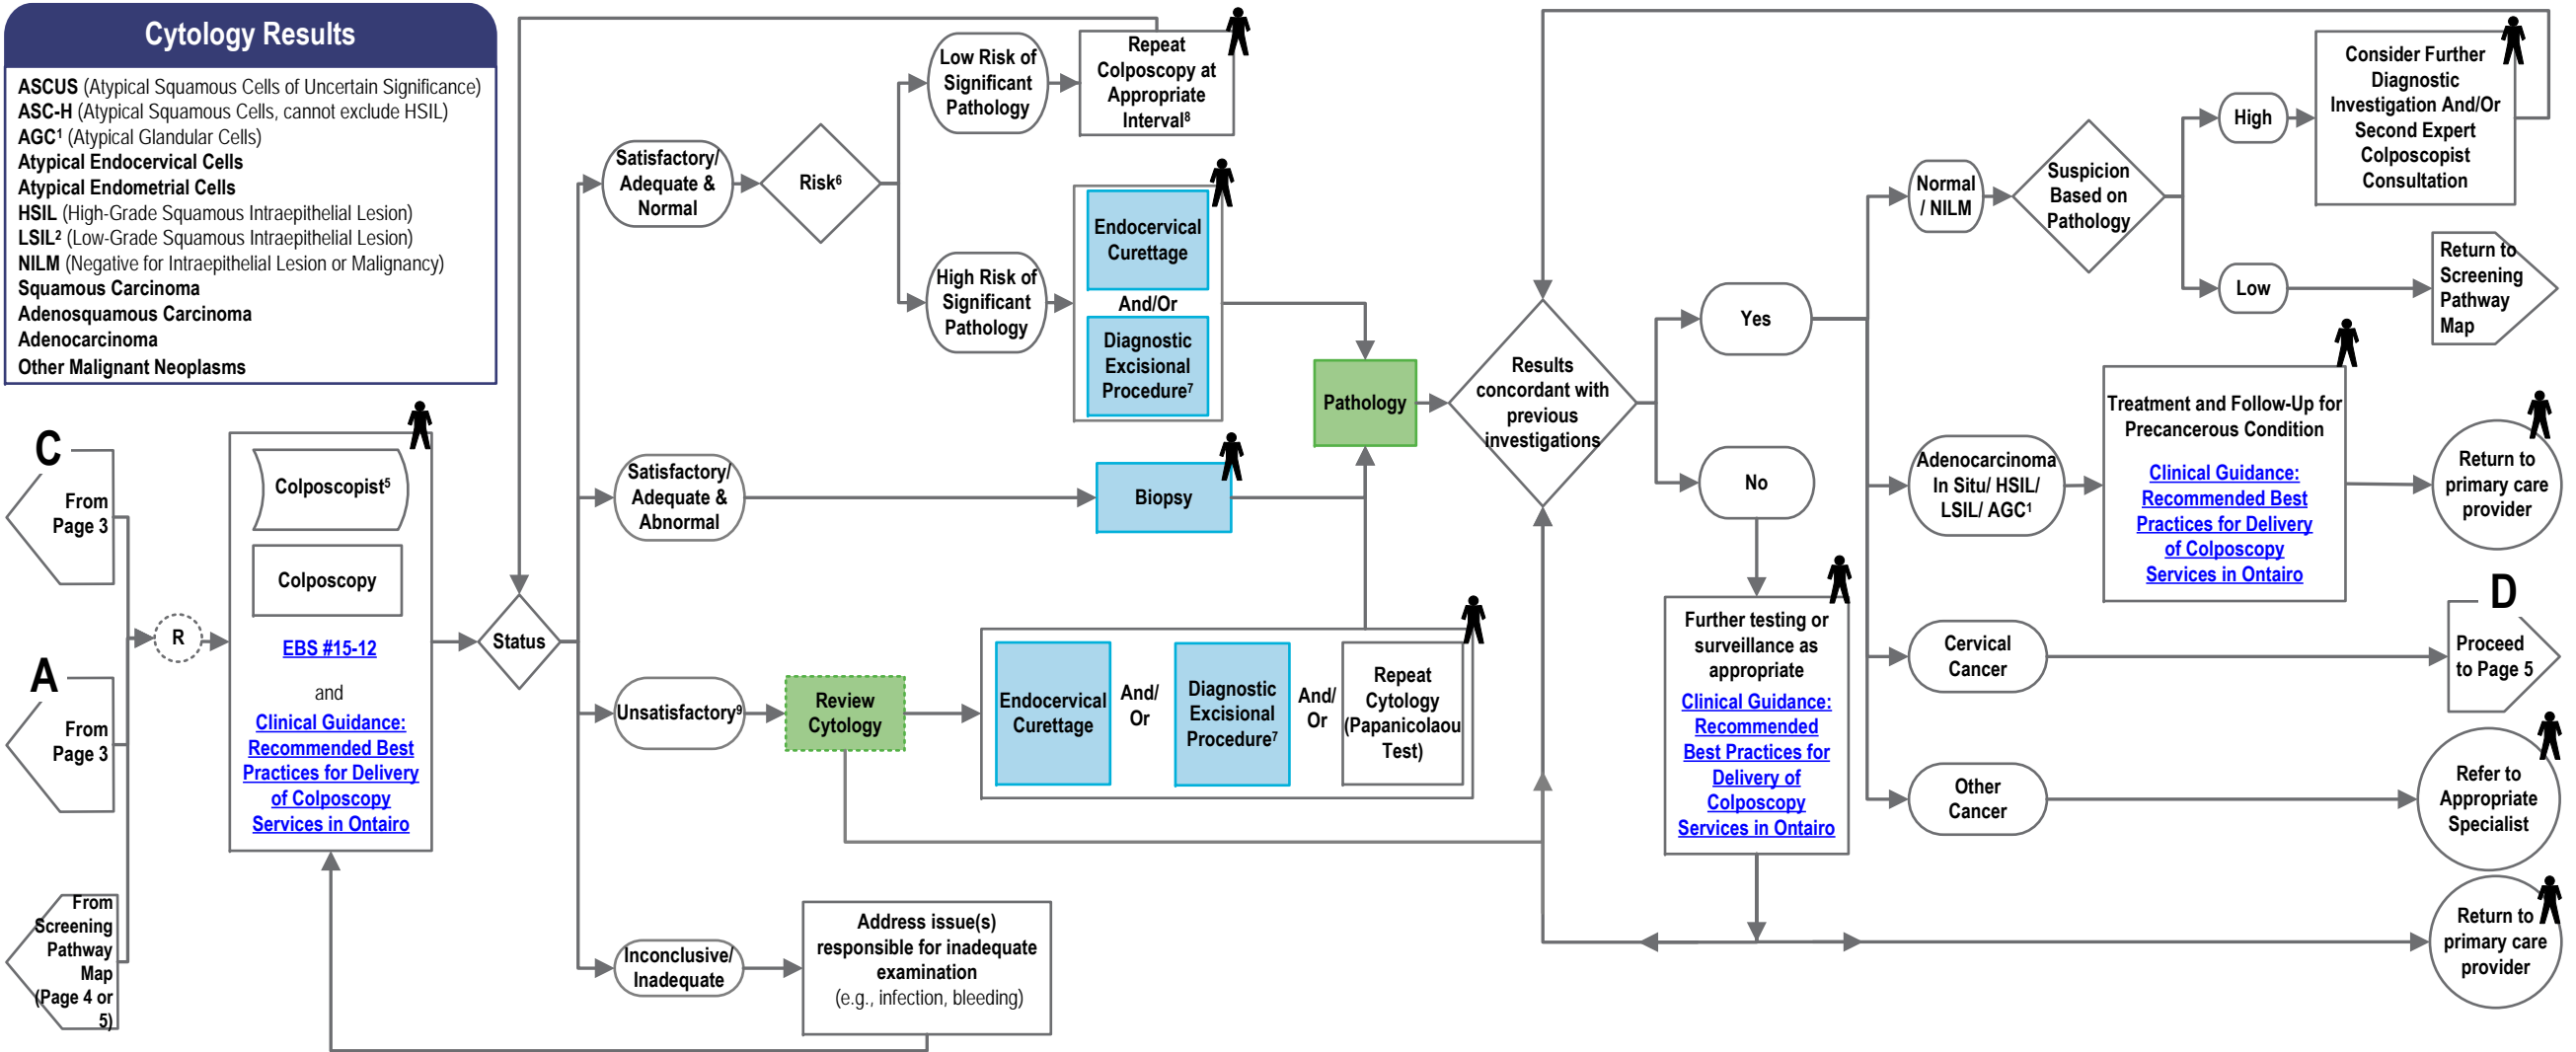 Cytology Results
ASCUS (Atypical Squamous Cells of Uncertain Significance)
ASC-H (Atypical Squamous Cells, cannot exclude HSIL)
AGC¹ (Atypical Glandular Cells)
Atypical Endocervical Cells
Atypical Endometrial Cells
HSIL (High-Grade Squamous Intraepithelial Lesion)
LSIL² (Low-Grade Squamous Intraepithelial Lesion)
NILM (Negative for Intraepithelial Lesion or Malignancy)
Squamous Carcinoma
Adenosquamous Carcinoma
Adenocarcinoma
Other Malignant Neoplasms
C
From
Page 3
A
From
Page 3
From
Screening
Pathway
Map
(Page 4 or
5)
R
Colposcopist⁵
Colposcopy
EBS #15-12
and
Clinical Guidance:
Recommended Best
Practices for Delivery
of Colposcopy
Services in Ontairo
Status
Satisfactory/
Adequate &
Normal
Risk⁶
Low Risk of
Significant
Pathology
Repeat
Colposcopy at
Appropriate
Interval⁸
High Risk of
Significant
Pathology
Endocervical
Curettage
And/Or
Diagnostic
Excisional
Procedure⁷
Satisfactory/
Adequate &
Abnormal
Biopsy
Unsatisfactory⁹
Review
Cytology
Endocervical
Curettage
And/
Or
Diagnostic
Excisional
Procedure⁷
And/
Or
Repeat
Cytology
(Papanicolaou
Test)
Inconclusive/
Inadequate
Address issue(s)
responsible for inadequate
examination
(e.g., infection, bleeding)
Pathology
Results
concordant with
previous
investigations
Yes
No
Further testing or
surveillance as
appropriate
Clinical Guidance:
Recommended
Best Practices for
Delivery of
Colposcopy
Services in Ontairo
Normal
/ NILM
Suspicion
Based on
Pathology
High
Consider Further
Diagnostic
Investigation And/Or
Second Expert
Colposcopist
Consultation
Low
Return to
Screening
Pathway
Map
Adenocarcinoma
In Situ/ HSIL/
LSIL/ AGC¹
Treatment and Follow-Up for
Precancerous Condition
Clinical Guidance:
Recommended Best
Practices for Delivery
of Colposcopy
Services in Ontairo
Return to
primary care
provider
Cervical
Cancer
D
Proceed
to Page 5
Other
Cancer
Refer to
Appropriate
Specialist
Return to
primary care
provider